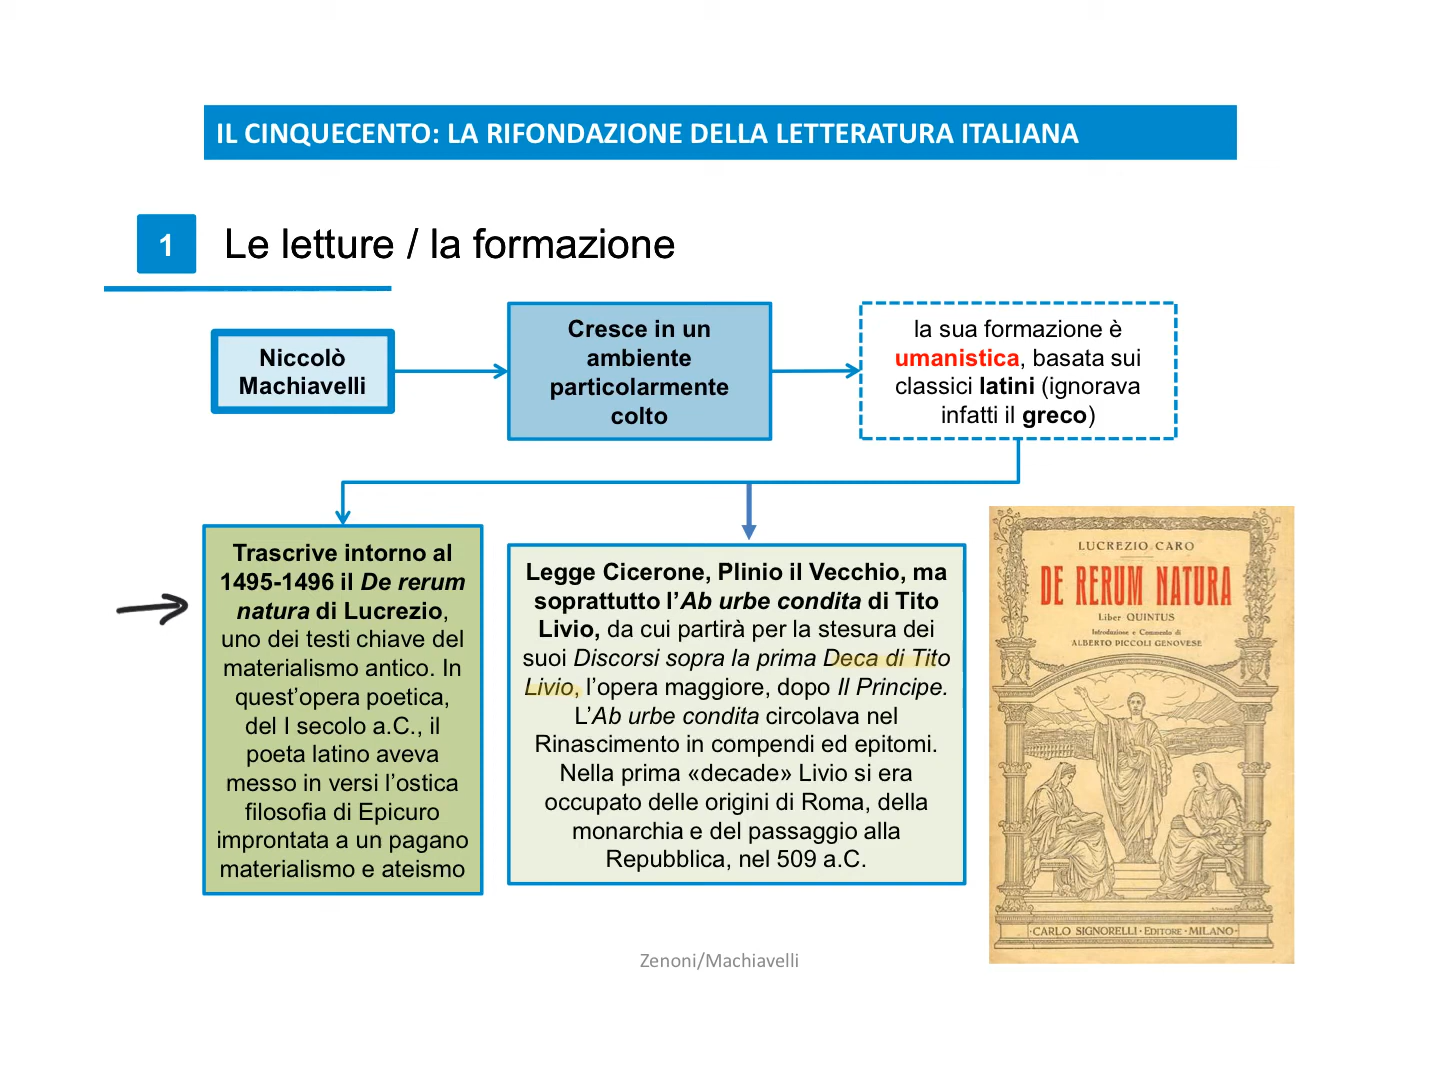 IL CINQUECENTO: LA RIFONDAZIONE DELLA LETTERATURA ITALIANA
1
Le letture / la formazione
Niccolò
Machiavelli
Cresce in un
ambiente
particolarmente
colto
la sua formazione è
umanistica, basata sui
classici latini (ignorava
infatti il greco)
Trascrive intorno al
1495-1496 il De rerum
natura di Lucrezio,
uno dei testi chiave del
materialismo antico. In
quest’opera poetica,
del I secolo a.C., il
poeta latino aveva
messo in versi l’ostica
filosofia di Epicuro
improntata a un pagano
materialismo e ateismo
Legge Cicerone, Plinio il Vecchio, ma
soprattutto l’Ab urbe condita di Tito
Livio, da cui partirà per la stesura dei
suoi Discorsi sopra la prima Deca di Tito
Livio, l’opera maggiore, dopo Il Principe.
L’Ab urbe condita circolava nel
Rinascimento in compendi ed epitomi.
Nella prima «decade» Livio si era
occupato delle origini di Roma, della
monarchia e del passaggio alla
Repubblica, nel 509 a.C.
LUCREZIO CARO
DE RERUM NATURA
Liber QUINTUS
Introduzione e Commento di
ALBERTO PICCOLI GENOVESE
·CARLO SIGNORELLI·EDITORE·MILANO·
Zenoni/Machiavelli